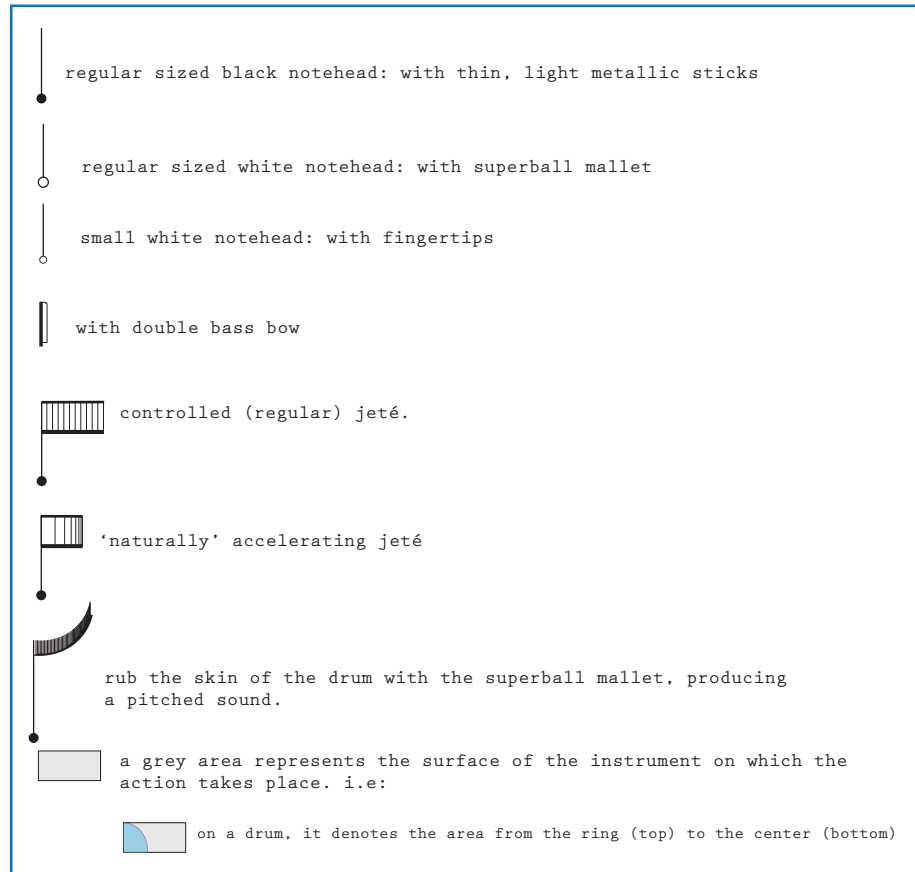 regular sized black notehead: with thin, light metallic sticks
regular sized white notehead: with superball mallet
small white notehead: with fingertips
with double bass bow
controlled (regular) jeté.
‘naturally’ accelerating jeté
rub the skin of the drum with the superball mallet, producing
a pitched sound.
a grey area represents the surface of the instrument on which the
action takes place. i.e:
on a drum, it denotes the area from the ring (top) to the center (bottom)